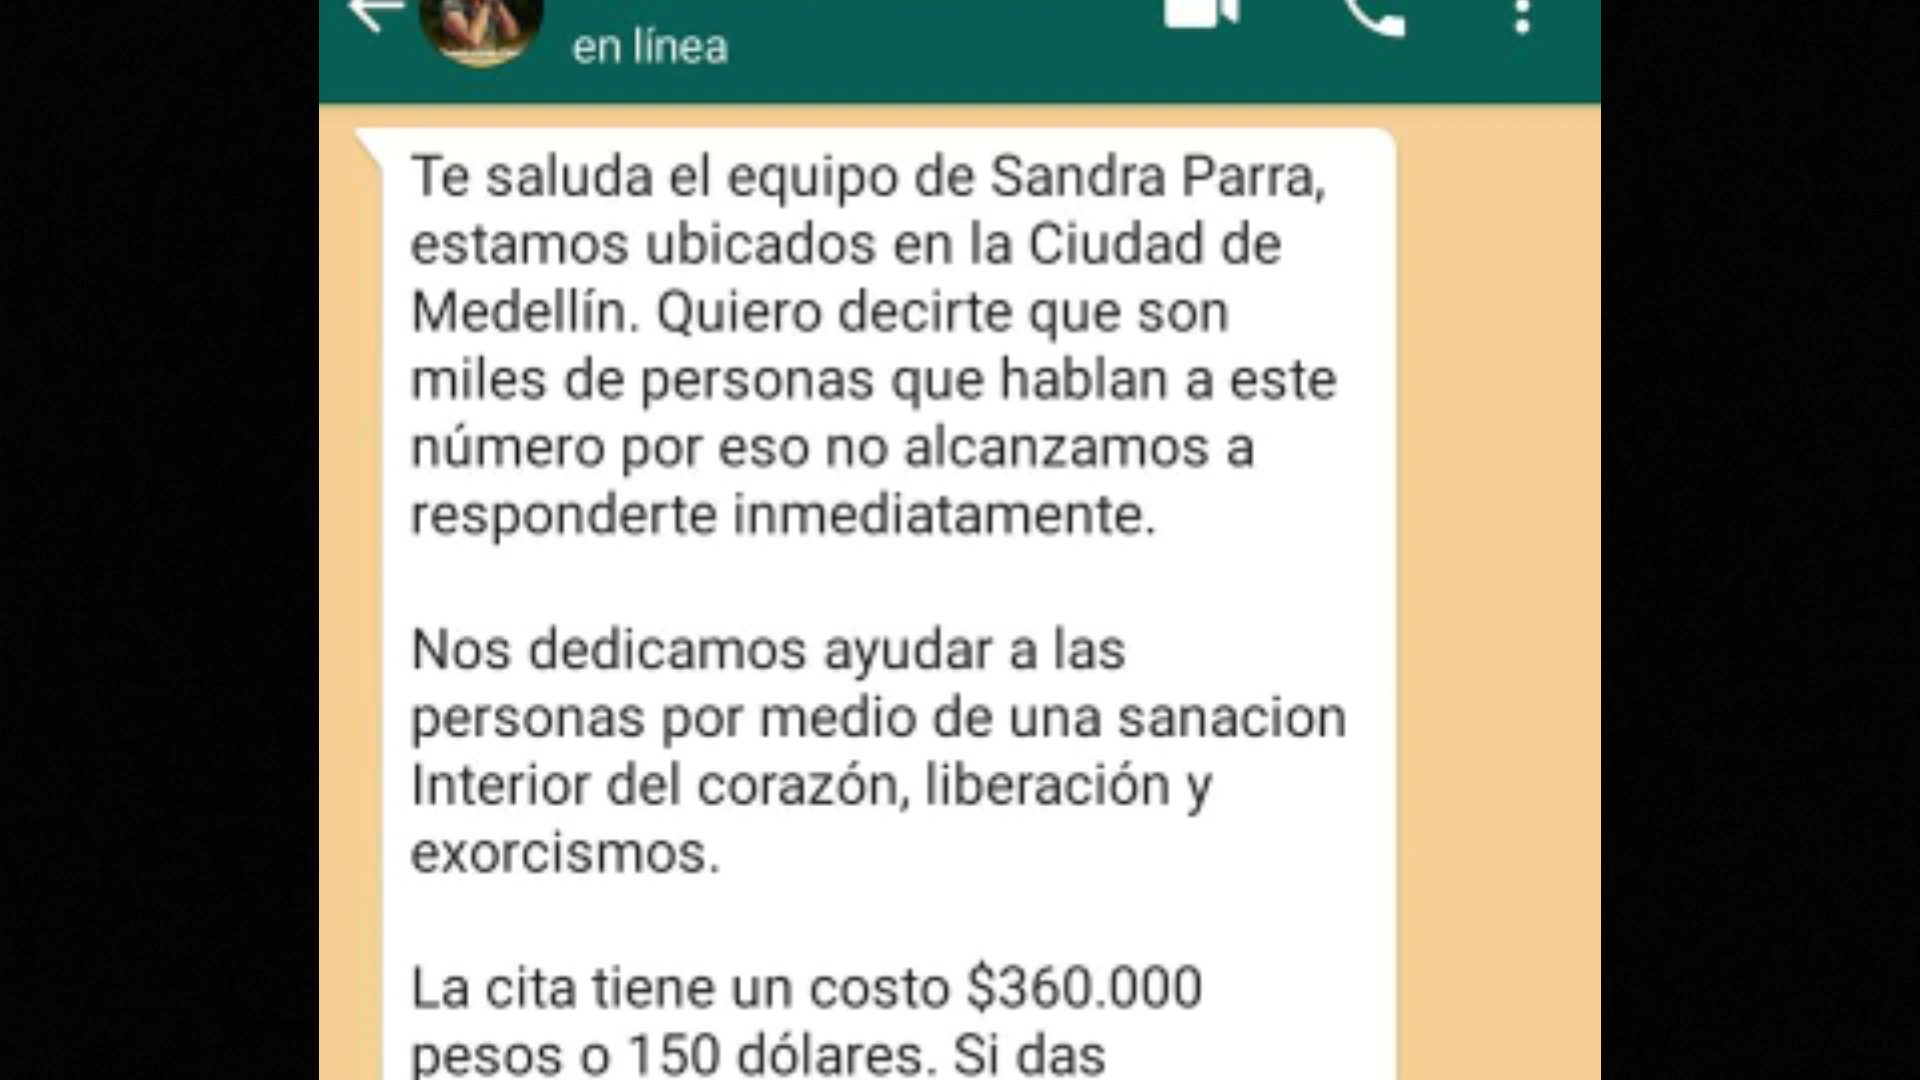 en línea
Te saluda el equipo de Sandra Parra,
estamos ubicados en la Ciudad de
Medellín. Quiero decirte que son
miles de personas que hablan a este
número por eso no alcanzamos a
responderte inmediatamente.
Nos dedicamos ayudar a las
personas por medio de una sanacion
Interior del corazón, liberación y
exorcismos.
La cita tiene un costo $360.000
pesos o 150 dólares. Si das